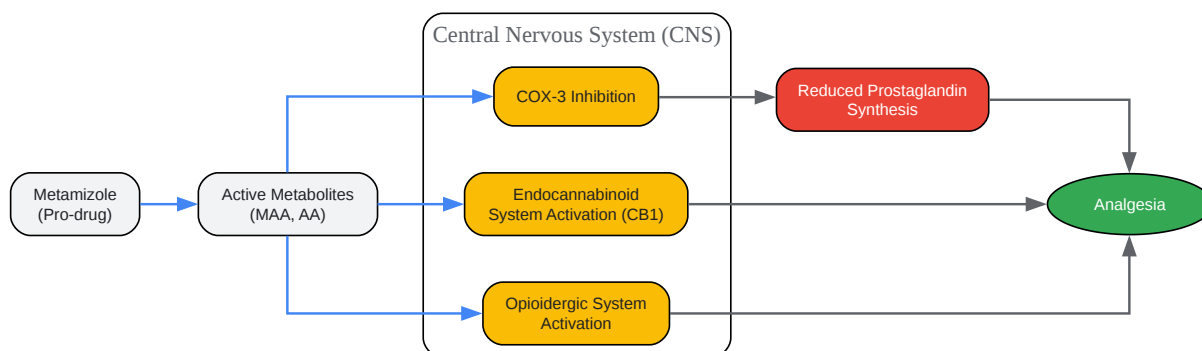 Central Nervous System (CNS)
COX-3 Inhibition
Reduced Prostaglandin
Synthesis
Metamizole
(Pro-drug)
Active Metabolites
(MAA, AA)
Endocannabinoid
System Activation (CB1)
Analgesia
Opioidergic System
Activation